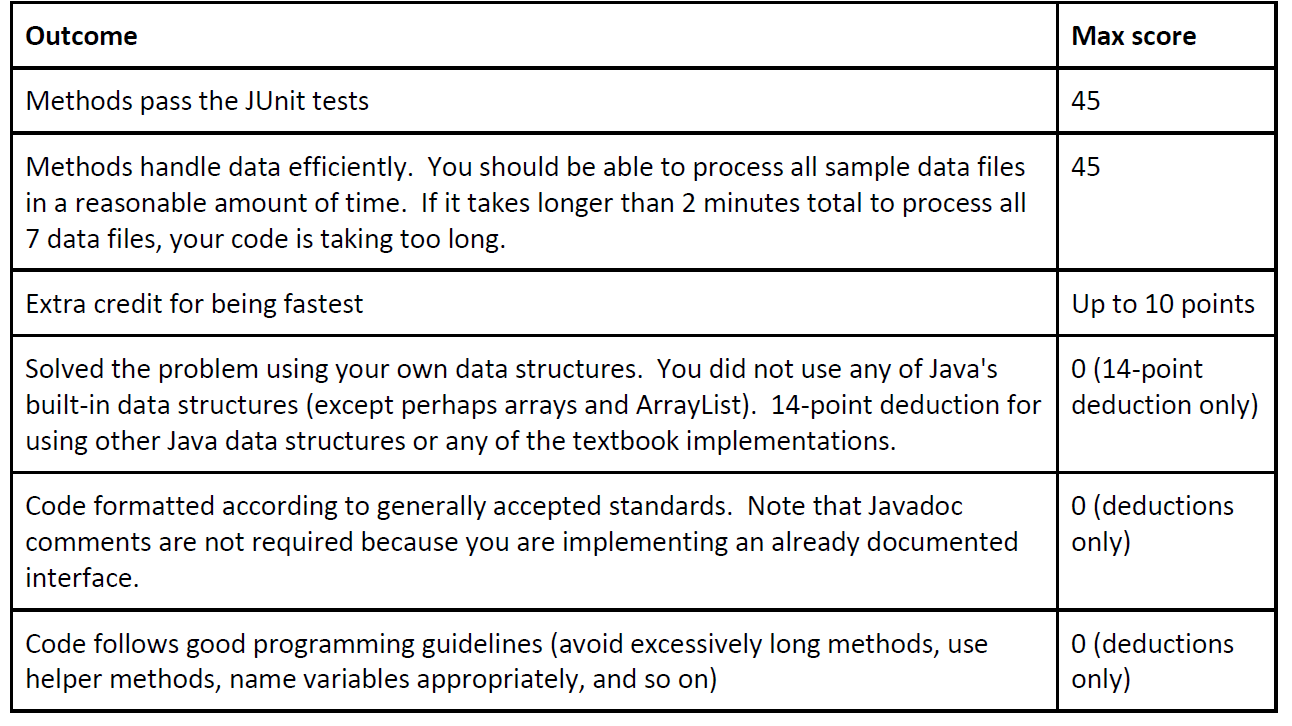 Outcome
Max score
Methods pass the JUnit tests
45
Methods handle data efficiently.  You should be able to process all sample data files
in a reasonable amount of time.  If it takes longer than 2 minutes total to process all
7 data files, your code is taking too long.
45
Extra credit for being fastest
Up to 10 points
Solved the problem using your own data structures.  You did not use any of Java's
built-in data structures (except perhaps arrays and ArrayList).  14-point deduction for
using other Java data structures or any of the textbook implementations.
0 (14-point
deduction only)
Code formatted according to generally accepted standards.  Note that Javadoc
comments are not required because you are implementing an already documented
interface.
0 (deductions
only)
Code follows good programming guidelines (avoid excessively long methods, use
helper methods, name variables appropriately, and so on)
0 (deductions
only)